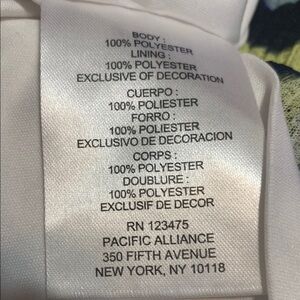 BODY :
100% POLYESTER
LINING :
100% POLYESTER
EXCLUSIVE OF DECORATION
CUERPO :
100% POLIESTER
FORRO :
100% POLIESTER
EXCLUSIVO DE DECORACION
CORPS :
100% POLYESTER
DOUBLURE :
100% POLYESTER
EXCLUSIF DE DECOR
RN 123475
PACIFIC ALLIANCE
350 FIFTH AVENUE
NEW YORK, NY 10118